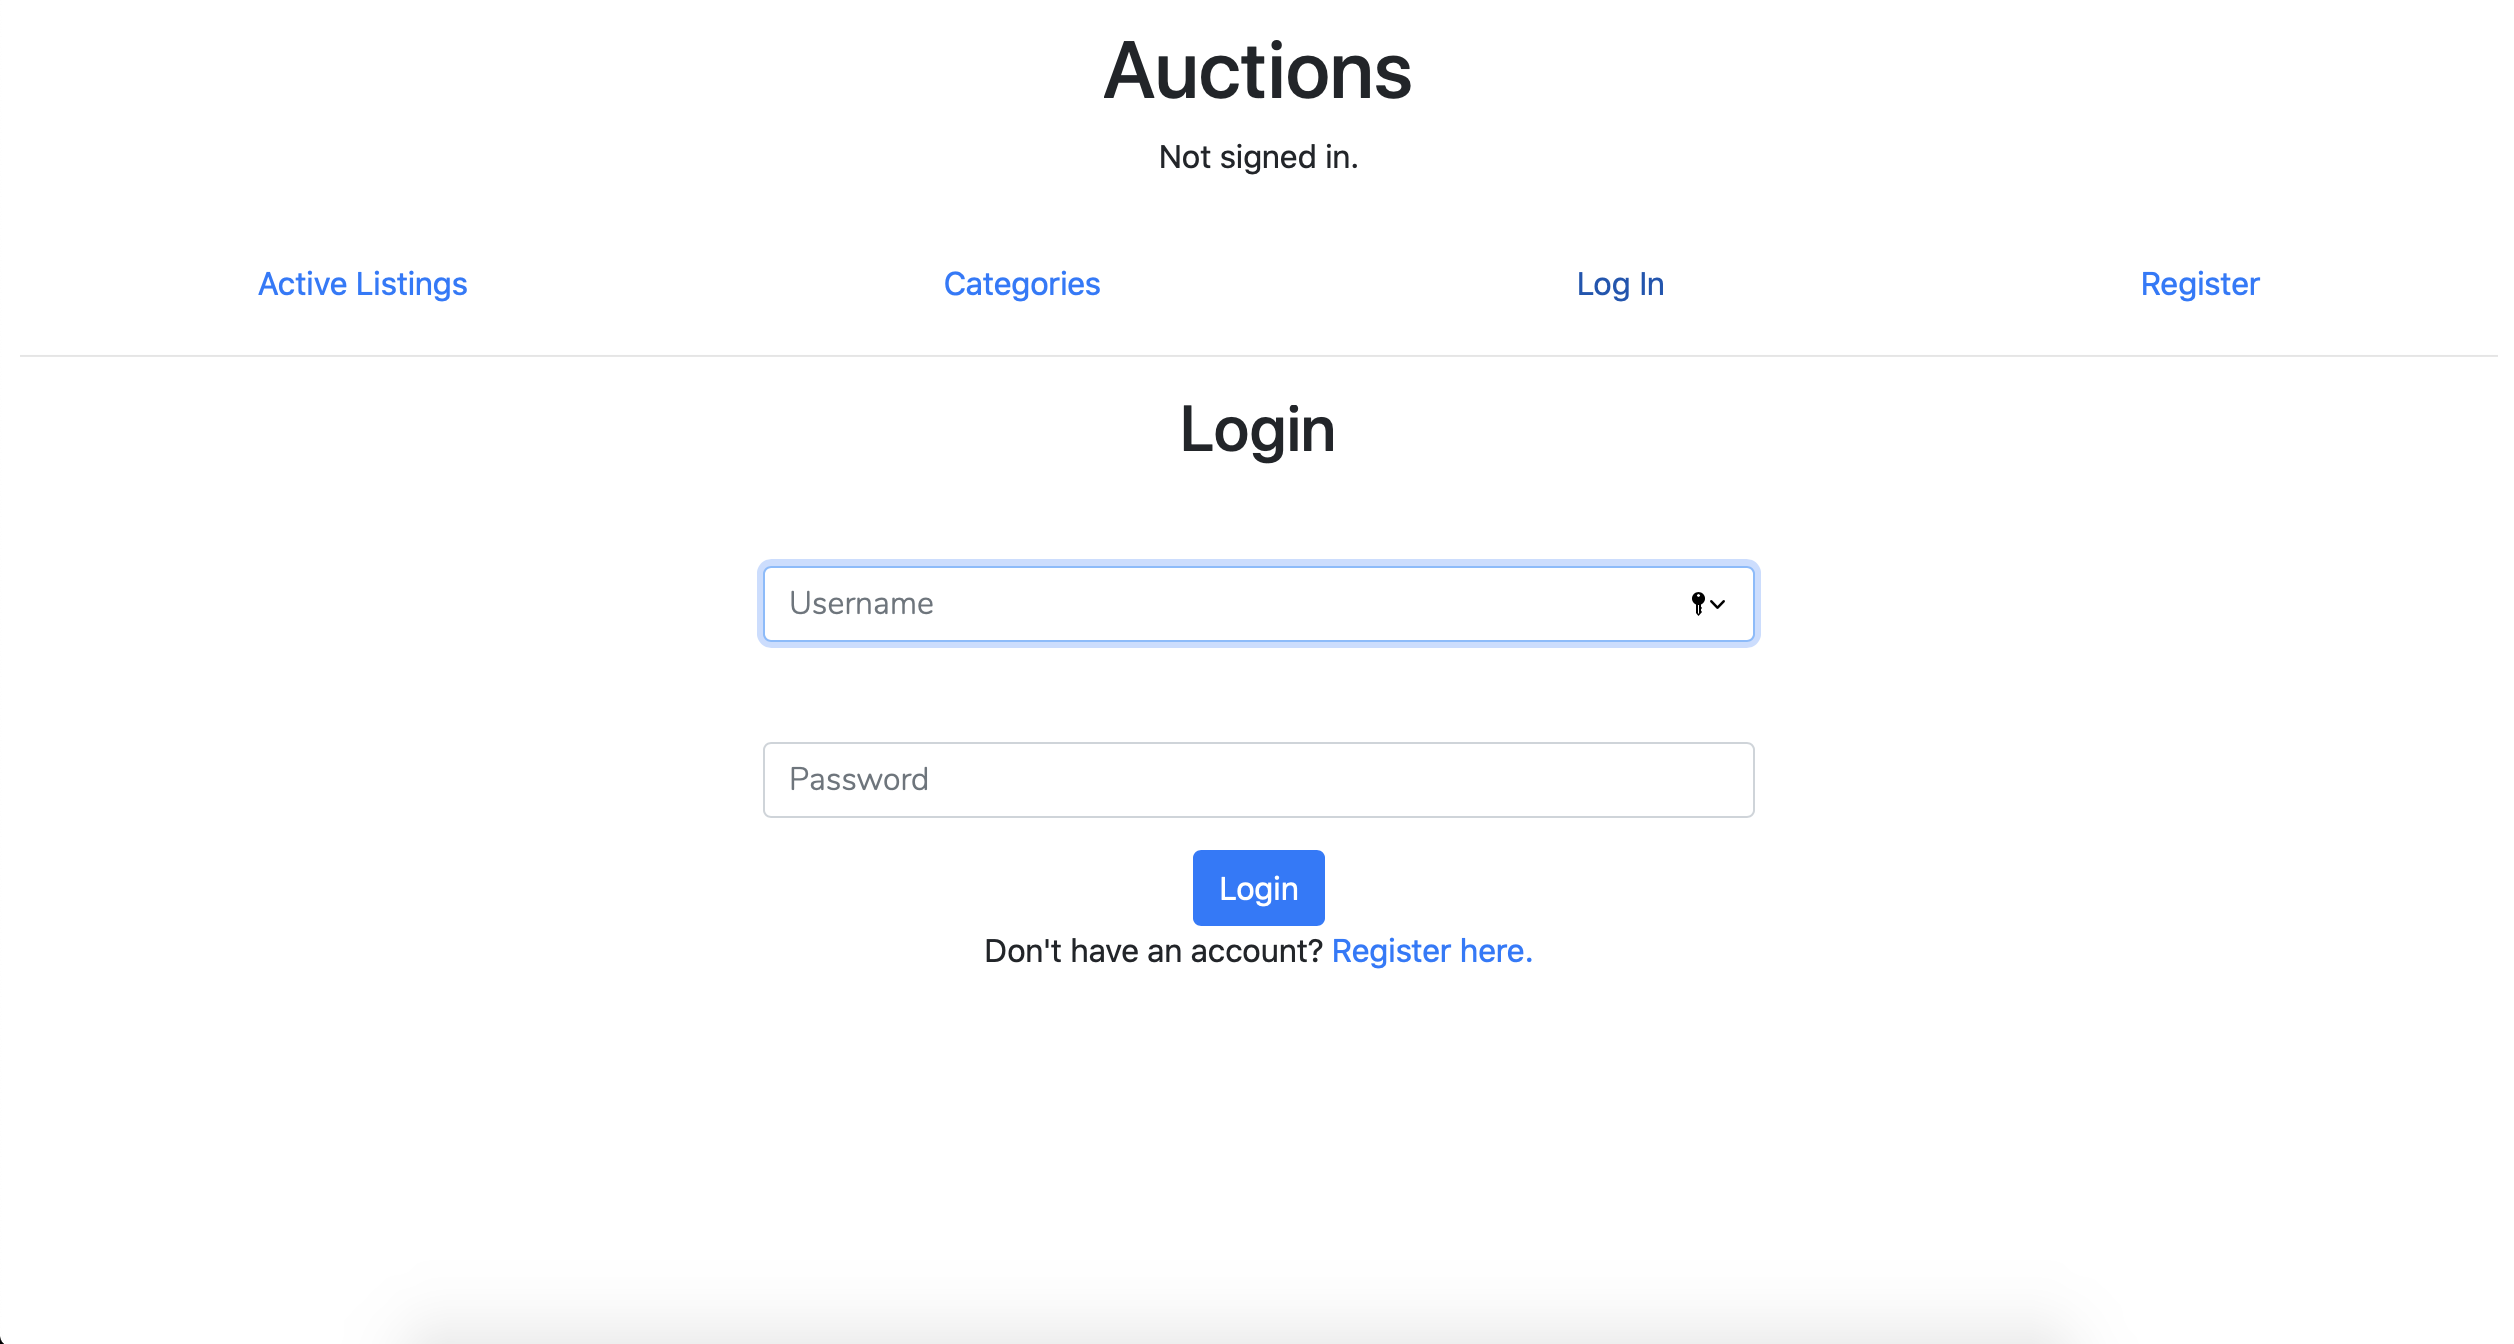 Auctions
Not signed in.
Active Listings Categories Log In Register
Login
Username
Password
Login
Don't have an account? Register here.